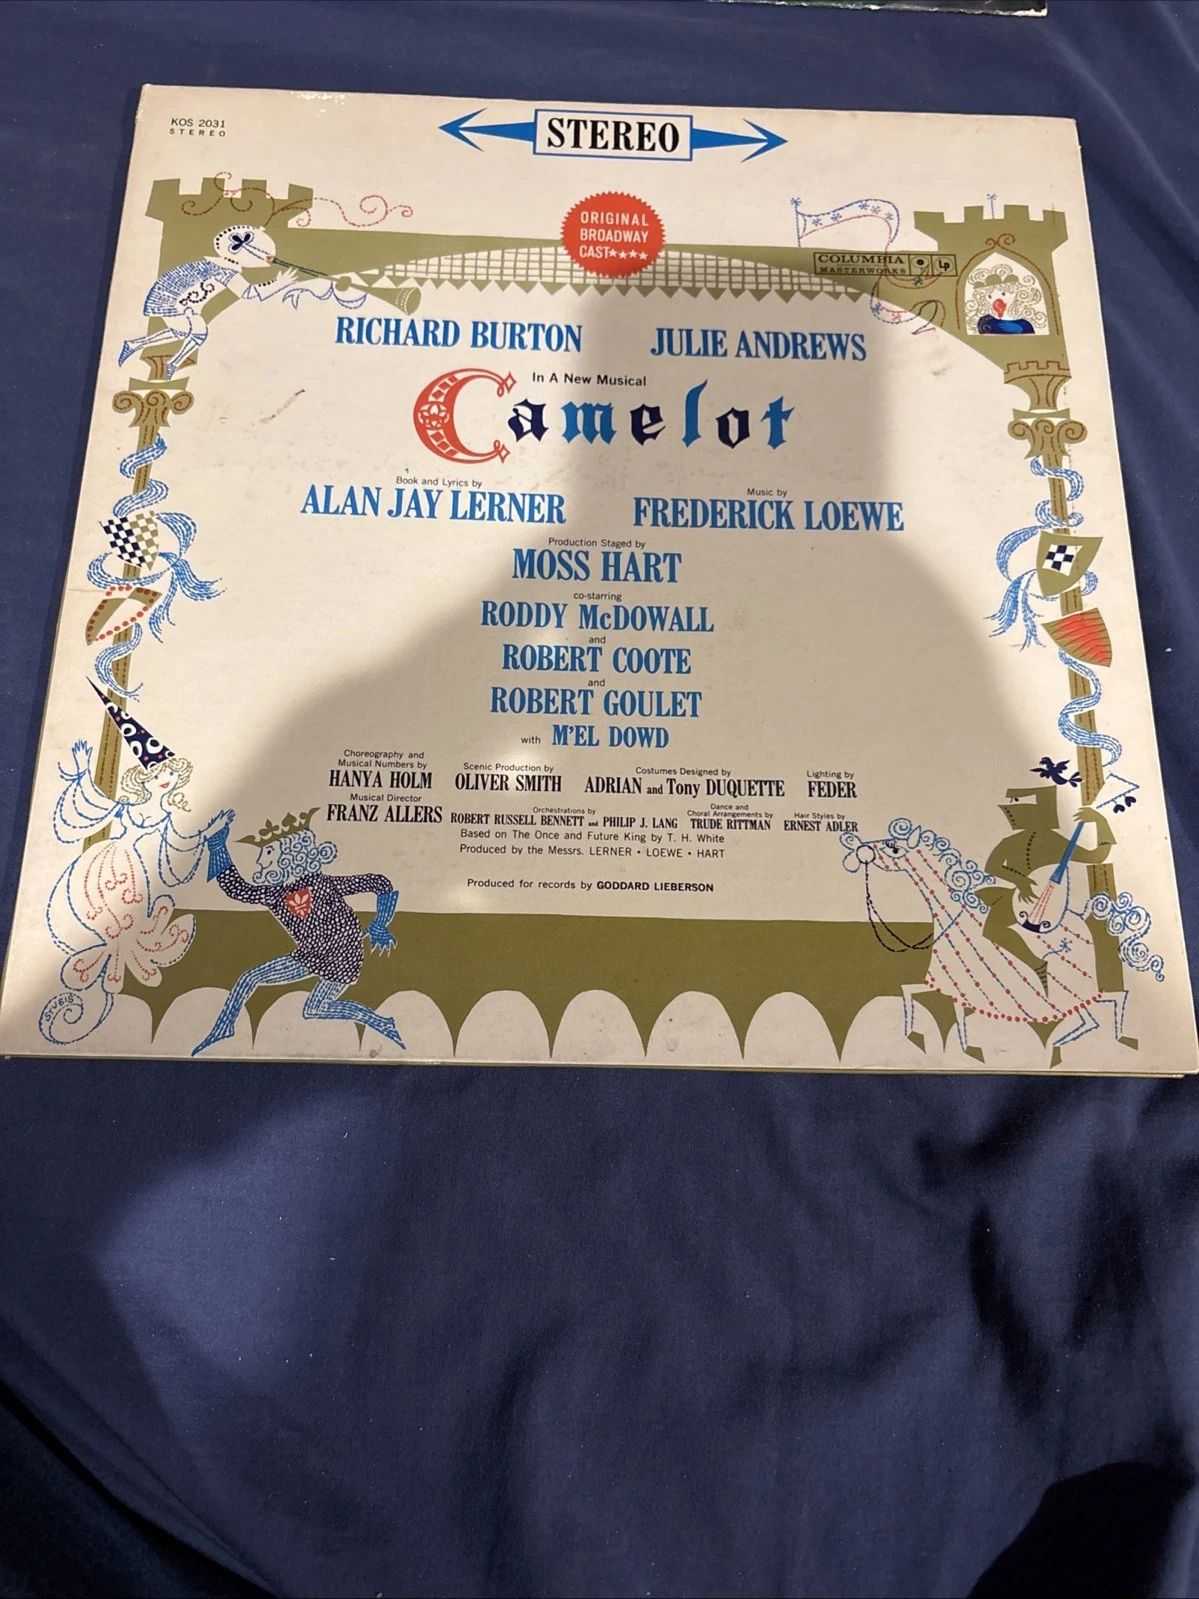 KOS 2031
STEREO
STEREO
ORIGINAL
BROADWAY
CAST★★★★
COLUMBIA
MASTERWORKS
Lp
RICHARD BURTON JULIE ANDREWS
In A New Musical
Camelot
Book and Lyrics by
ALAN JAY LERNER
Music by
FREDERICK LOEWE
Production Staged by
MOSS HART
co-starring
RODDY McDOWALL
and
ROBERT COOTE
and
ROBERT GOULET
with M'EL DOWD
Choreography and
Musical Numbers by
HANYA HOLM
Scenic Production by
OLIVER SMITH
Costumes Designed by
ADRIAN and Tony DUQUETTE
Lighting by
FEDER
Musical Director
FRANZ ALLERS
Orchestrations by
ROBERT RUSSELL BENNETT and PHILIP J. LANG
Dance and
Choral Arrangements by
TRUDE RITTMAN
Hair Styles by
ERNEST ADLER
Based on The Once and Future King by T. H. White
Produced by the Messrs. LERNER • LOEWE • HART
Produced for records by GODDARD LIEBERSON